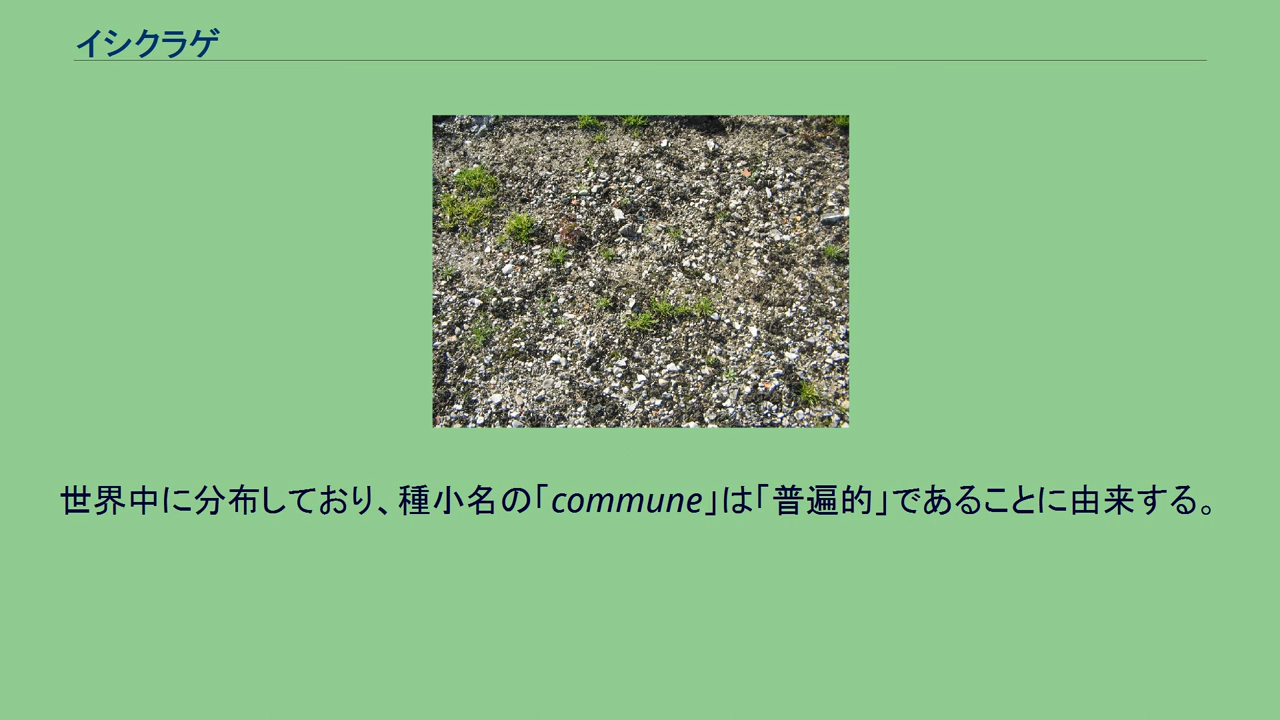 イシクラゲ
世界中に分布しており、種小名の「commune」は「普遍的」であることに由来する。